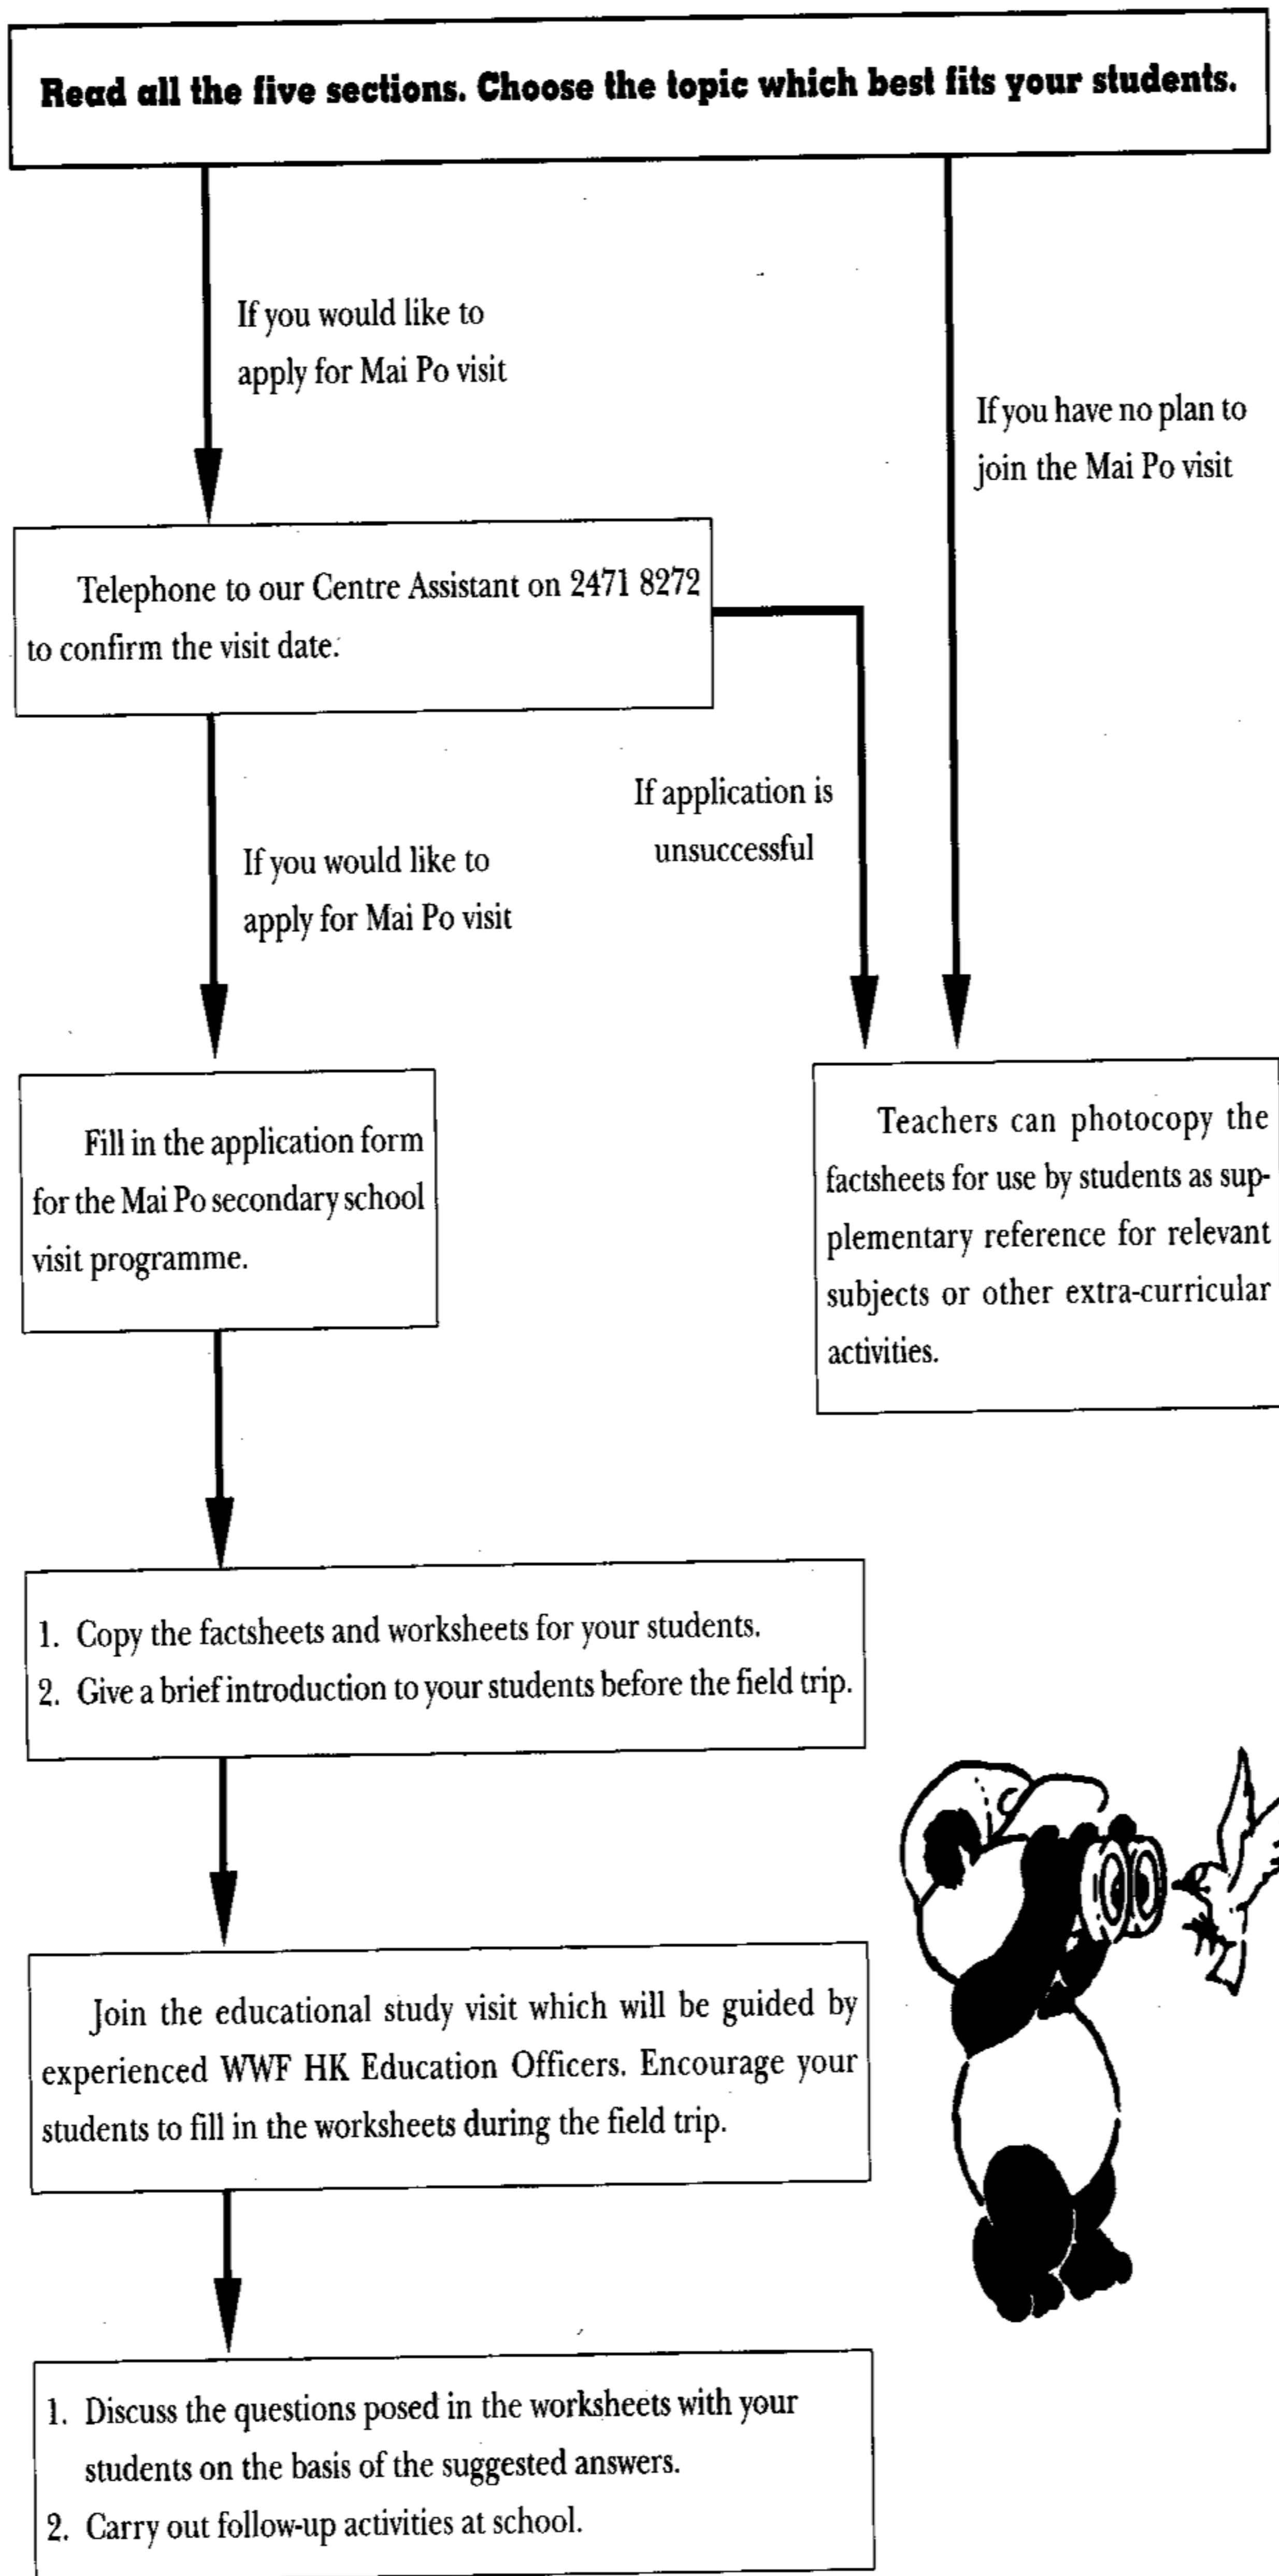 Read all the five sections. Choose the topic which best fits your students.
If you would like to
apply for Mai Po visit
If you have no plan to
join the Mai Po visit
Telephone to our Centre Assistant on 2471 8272
to confirm the visit date.
If application is
unsuccessful
If you would like to
apply for Mai Po visit
Fill in the application form
for the Mai Po secondary school
visit programme.
Teachers can photocopy the
factsheets for use by students as sup-
plementary reference for relevant
subjects or other extra-curricular
activities.
1. Copy the factsheets and worksheets for your students.
2. Give a brief introduction to your students before the field trip.
Join the educational study visit which will be guided by
experienced WWF HK Education Officers. Encourage your
students to fill in the worksheets during the field trip.
1. Discuss the questions posed in the worksheets with your
students on the basis of the suggested answers.
2. Carry out follow-up activities at school.